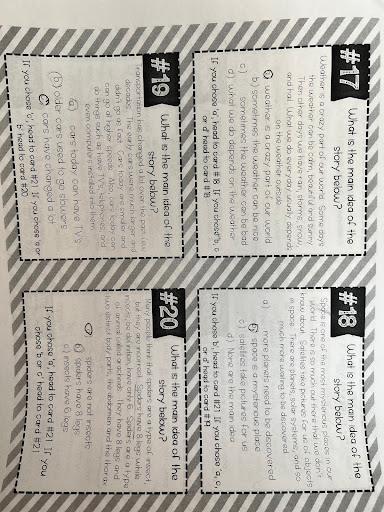 #17
What is the main idea of the
story below?
Weather is a crazy part of our world. Some days
the weather can be calm, beautiful and sunny.
Then other days we have rain, storms, snow,
and hail. What we do everyday usually depends
on the weather outside.
a) weather is a crazy part of our world
b.) sometimes the weather can be nice
c.) sometimes the weather can be bad
d.) what we do depends on the weather
If you chose 'a', head to card #18 If you chose 'b, c,
or d' head to #18
#18
What is the main idea of the
story below?
Space is one of the most mysterious places in our
world. There is so much out there that we don't
know about. Satellites take pictures for us of objects
in space. There are planets, solar systems, and so
much more waiting to be discovered.
a.) more planets need to be discovered
b) space is a mysterious place
c.) satellites take pictures for us
d.) None are the main idea
If you chose 'b', head to card #21 If you chose 'a, c,
or d' head to #19
#19
What is the main idea of the
story below?
Transportation has changed a lot over the past few
decades. The early cars were much larger and
didn't go as fast. Cars today are smaller and
can go at higher speeds. Also, cars today can
do things such as have TV's, telephones, and
even computers installed into them.
a) cars today can have TV's
(b.) older cars used to go slowers
c) cars have changed a lot
If you chose 'c', head to card #21 If you chose 'a or
b' head to card #20
#20
What is the main idea of the
story below?
Many people think that spiders are a type of insect,
but they are incorrect. Spiders have 8 legs while
insects, be definition, have only 6. Spiders are a type
of animal called arachnids. They have 8 legs and
two distinct body parts, the abdomen and the thorax.
spiders are not insects
b) spiders have 8 legs
c) insects have 6 legs
If you chose 'a', head to card #21 If you
chose 'b or c' head to card #21